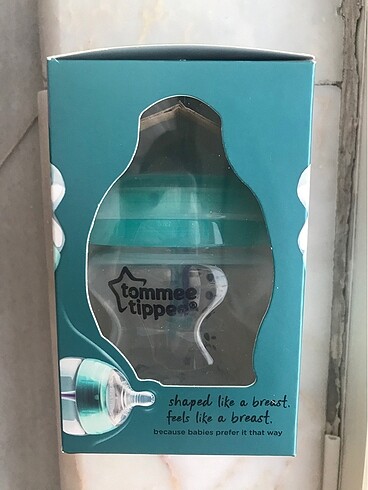 tommee
tippee®
shaped like a breast.
feels like a breast.
because babies prefer it that way